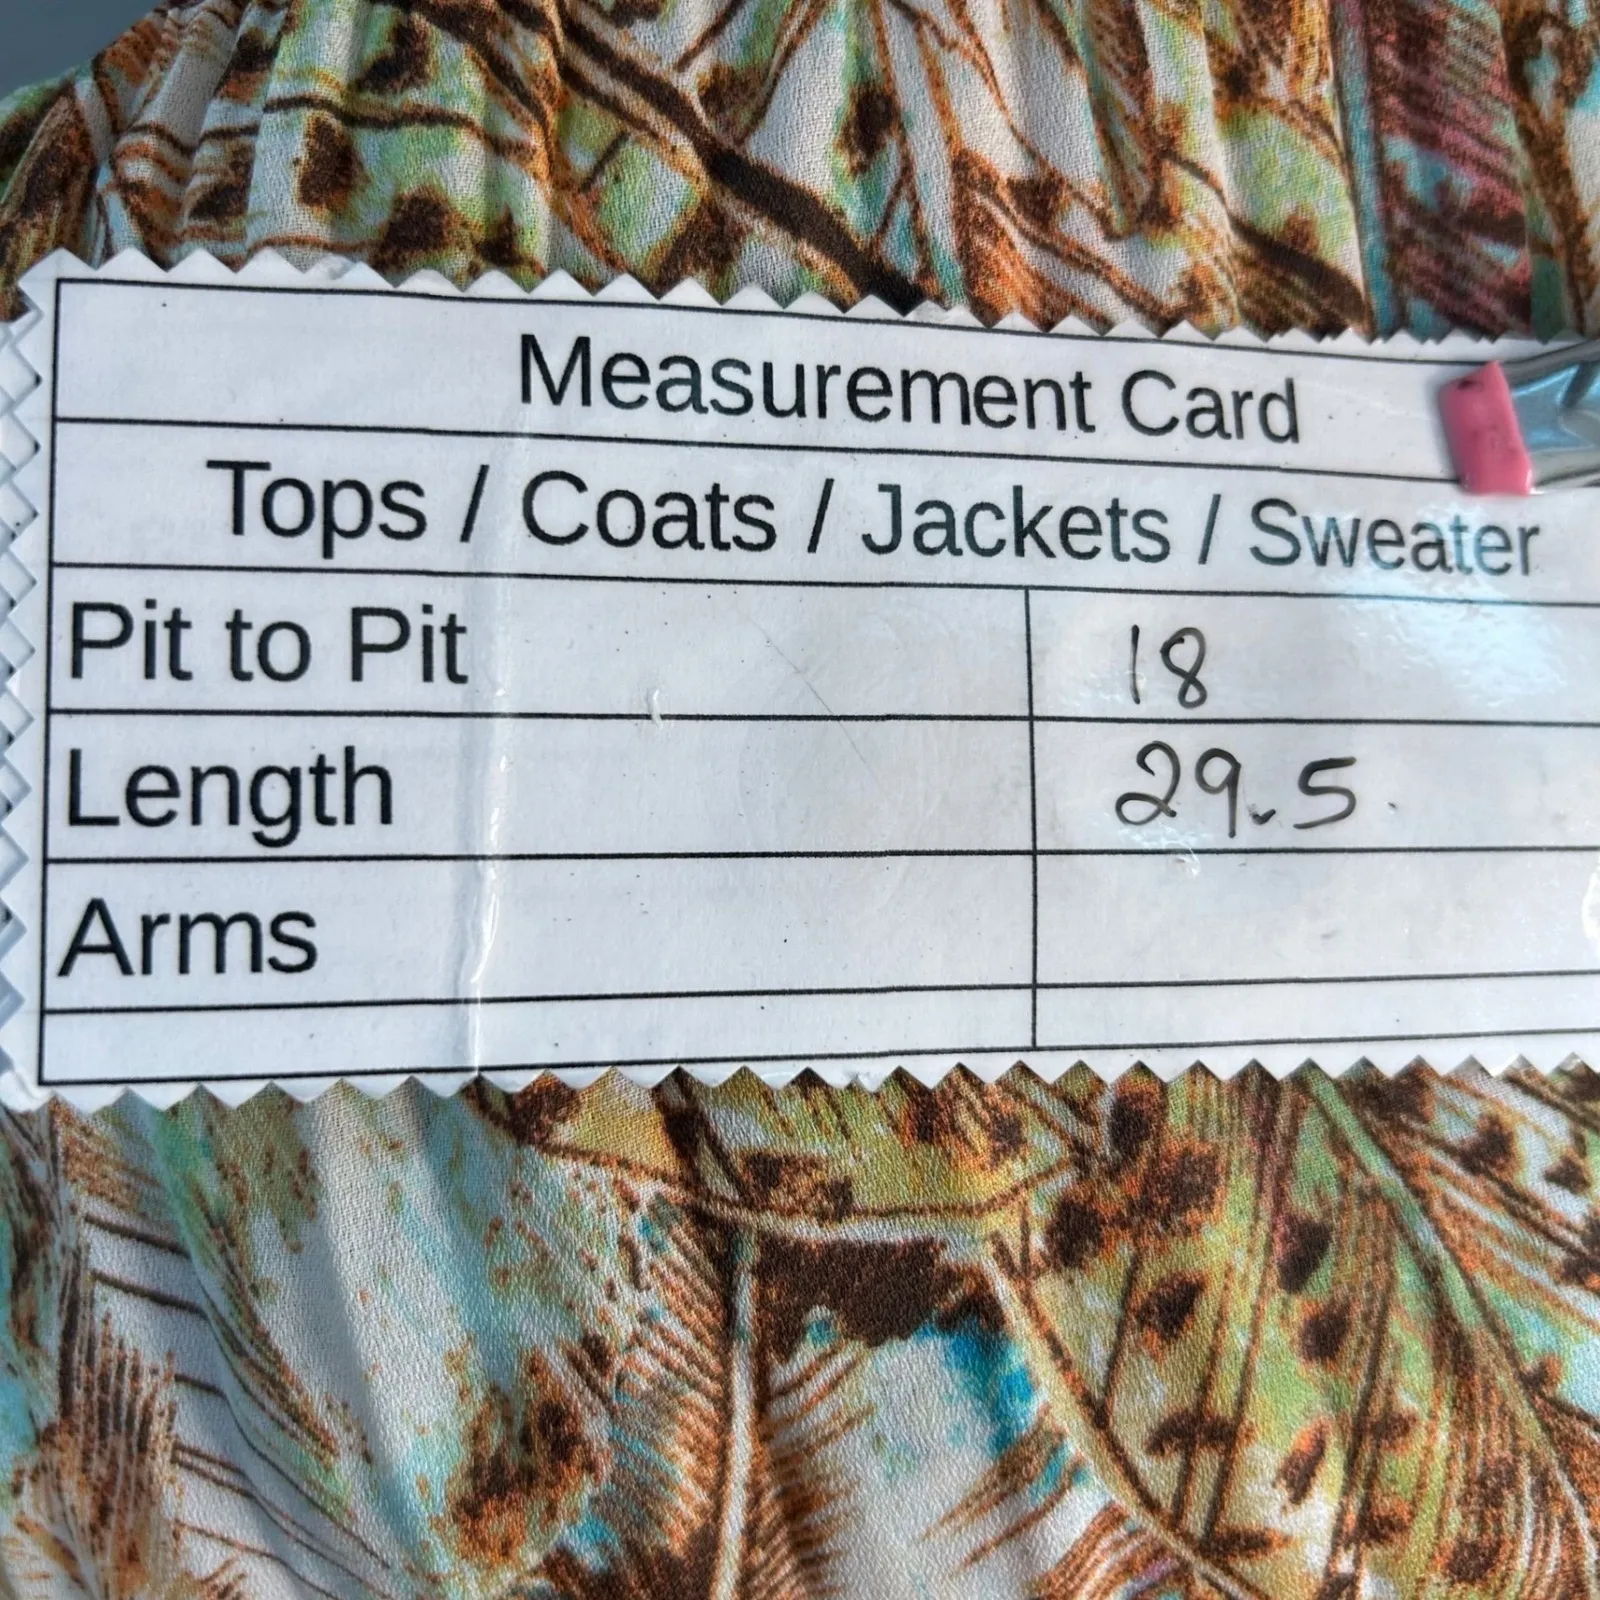 Measurement Card
Tops / Coats / Jackets / Sweater
Pit to Pit 18
Length 29.5
Arms